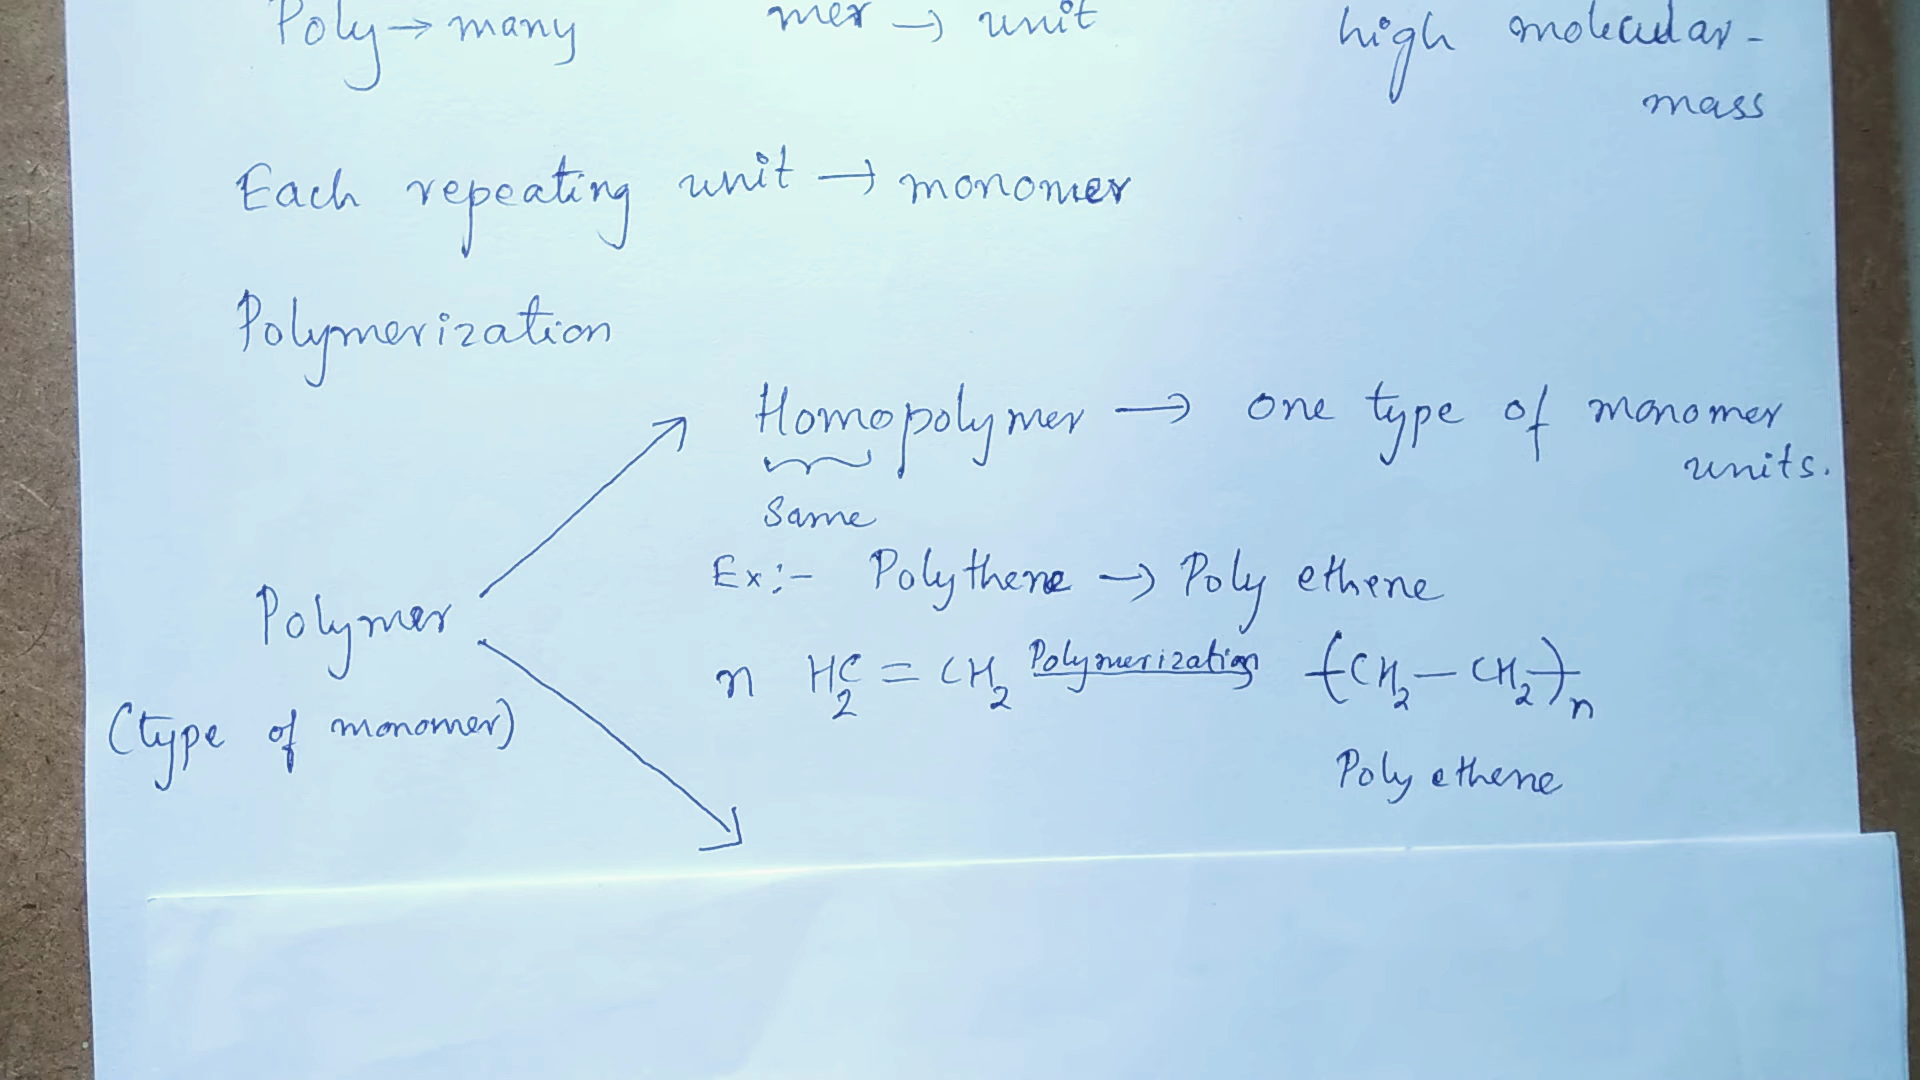 Poly → many mer → unit high molecular-
mass
Each repeating unit → monomer
Polymerization
Homopolymer → one type of monomer
units.
Same
Ex:- Polythene → Poly ethene
Polymer
n H₂C = CH₂ Polymerization -(CH₂ - CH₂)-n
(type of monomer)
Poly ethene